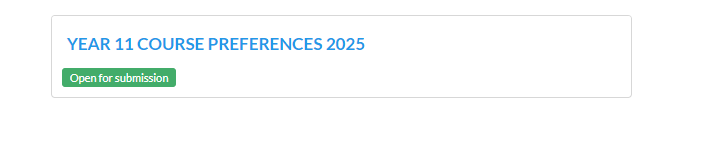 YEAR 11 COURSE PREFERENCES 2025
Open for submission